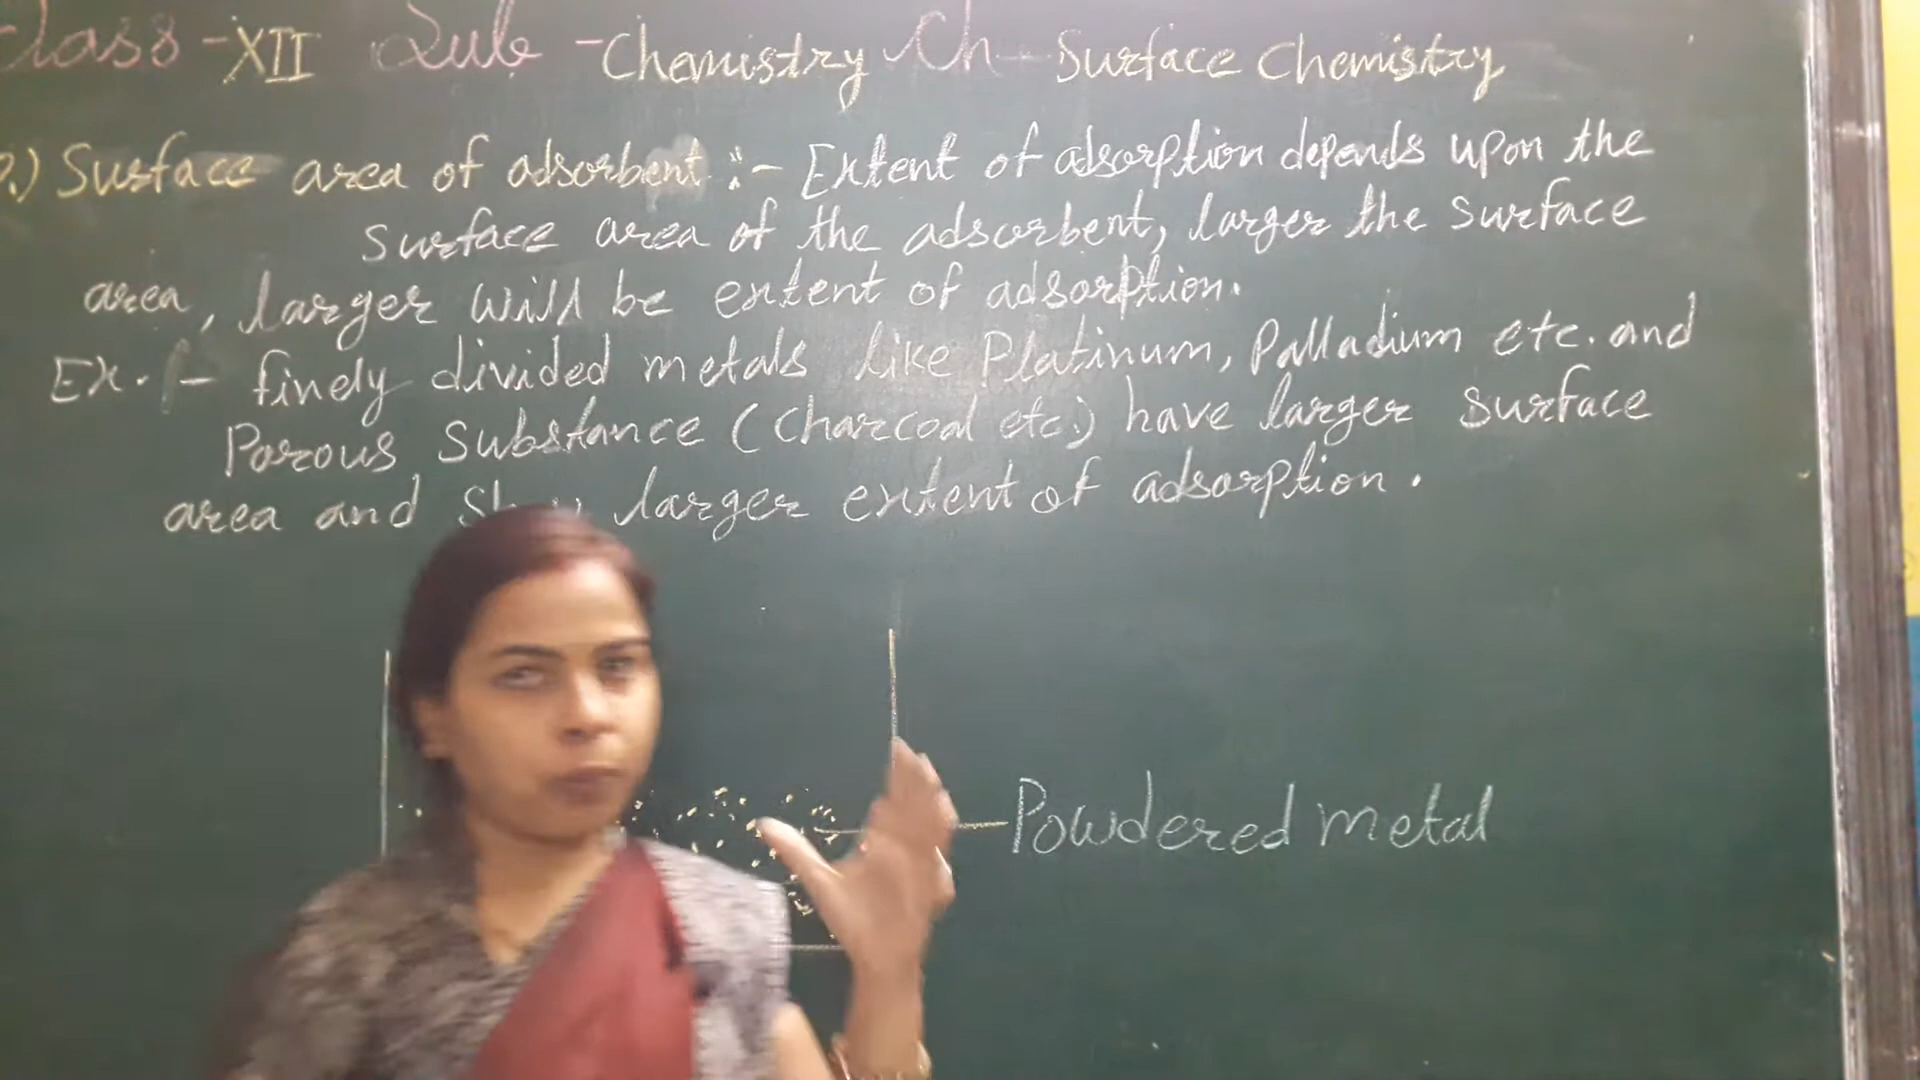 Class - XII Sub - Chemistry Ch - Surface Chemistry
.) Surface area of adsorbent :- Extent of adsorption depends upon the
surface area of the adsorbent, larger the surface
area, larger will be extent of adsorption.
Ex. - finely divided metals like Platinum, Palladium etc. and
Porous Substance (Charcoal etc.) have larger surface
area and larger extent of adsorption.
Powdered metal